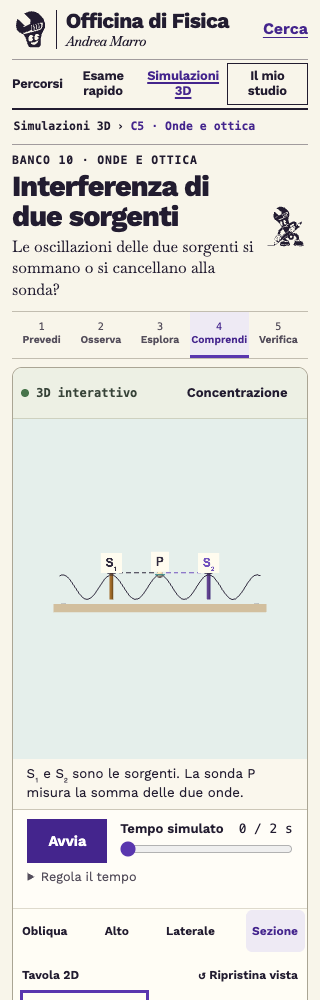 Officina di Fisica
Andrea Marro
Cerca
Percorsi
Esame rapido
Simulazioni 3D
Il mio studio
Simulazioni 3D › C5 · Onde e ottica
BANCO 10 · ONDE E OTTICA
Interferenza di
due sorgenti
Le oscillazioni delle due sorgenti si
sommano o si cancellano alla
sonda?
1 Prevedi
2 Osserva
3 Esplora
4 Comprendi
5 Verifica
3D interattivo
Concentrazione
S₁
P
S₂
S₁ e S₂ sono le sorgenti. La sonda P
misura la somma delle due onde.
Avvia
Tempo simulato 0 / 2 s
▶ Regola il tempo
Obliqua
Alto
Laterale
Sezione
Tavola 2D
↺ Ripristina vista